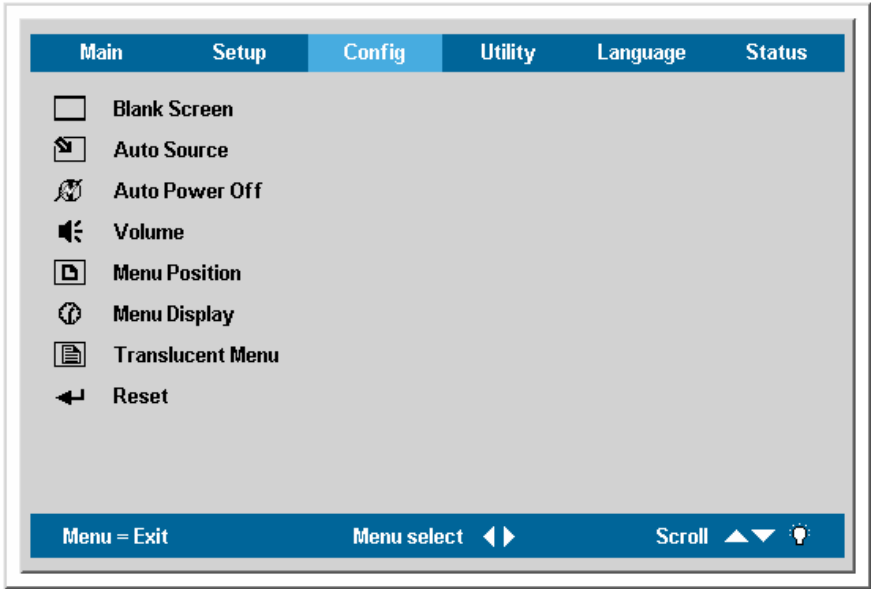 Main Setup Config Utility Language Status
Blank Screen
Auto Source
Auto Power Off
Volume
Menu Position
Menu Display
Translucent Menu
Reset
Menu = Exit Menu select Scroll